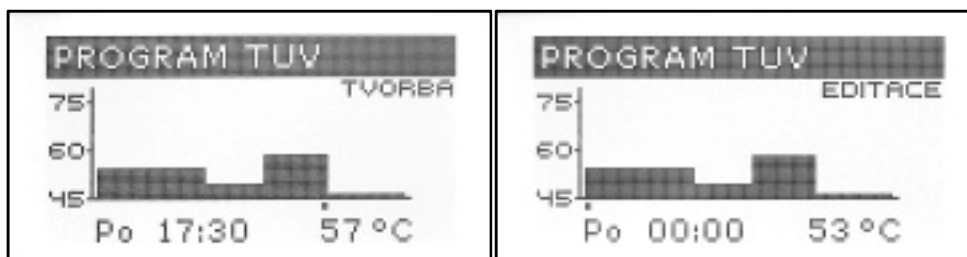 PROGRAM TUV
TVORBA
75
60
45
Po 17:30 57°C
PROGRAM TUV
EDITACE
75
60
45
Po 00:00 53°C